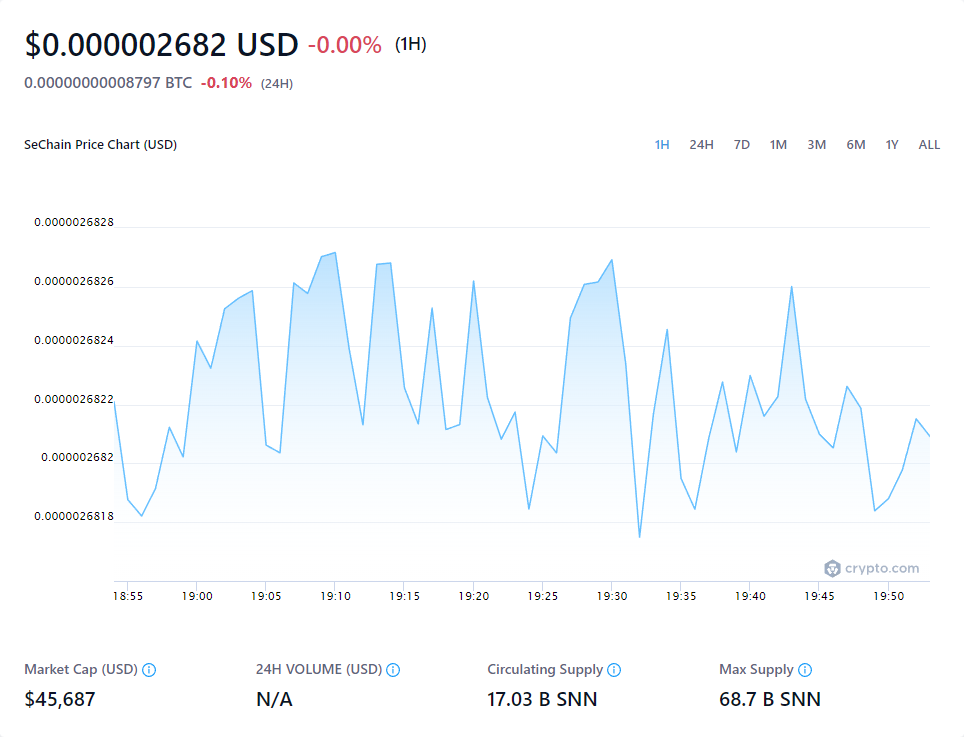 $0.000002682 USD -0.00% (1H)
0.00000000008797 BTC -0.10% (24H)
SeChain Price Chart (USD) 1H 24H 7D 1M 3M 6M 1Y ALL
0.0000026828
0.0000026826
0.0000026824
0.0000026822
0.000002682
0.0000026818
crypto.com
18:55 19:00 19:05 19:10 19:15 19:20 19:25 19:30 19:35 19:40 19:45 19:50
Market Cap (USD) 24H VOLUME (USD) Circulating Supply Max Supply
$45,687 N/A 17.03 B SNN 68.7 B SNN